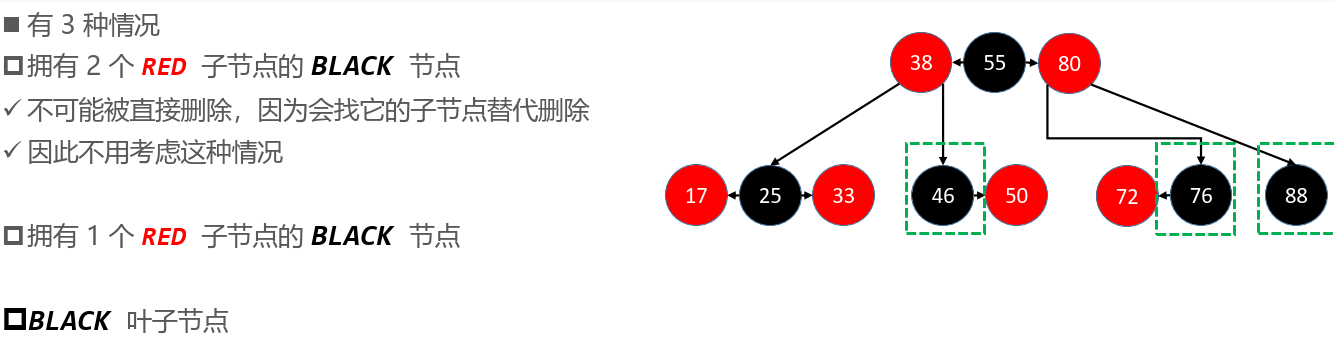 有 3 种情况
拥有 2 个 RED 子节点的 BLACK 节点
不可能被直接删除，因为会找它的子节点替代删除
因此不用考虑这种情况
拥有 1 个 RED 子节点的 BLACK 节点
BLACK 叶子节点
38 55 80
17 25 33 46 50 72 76 88